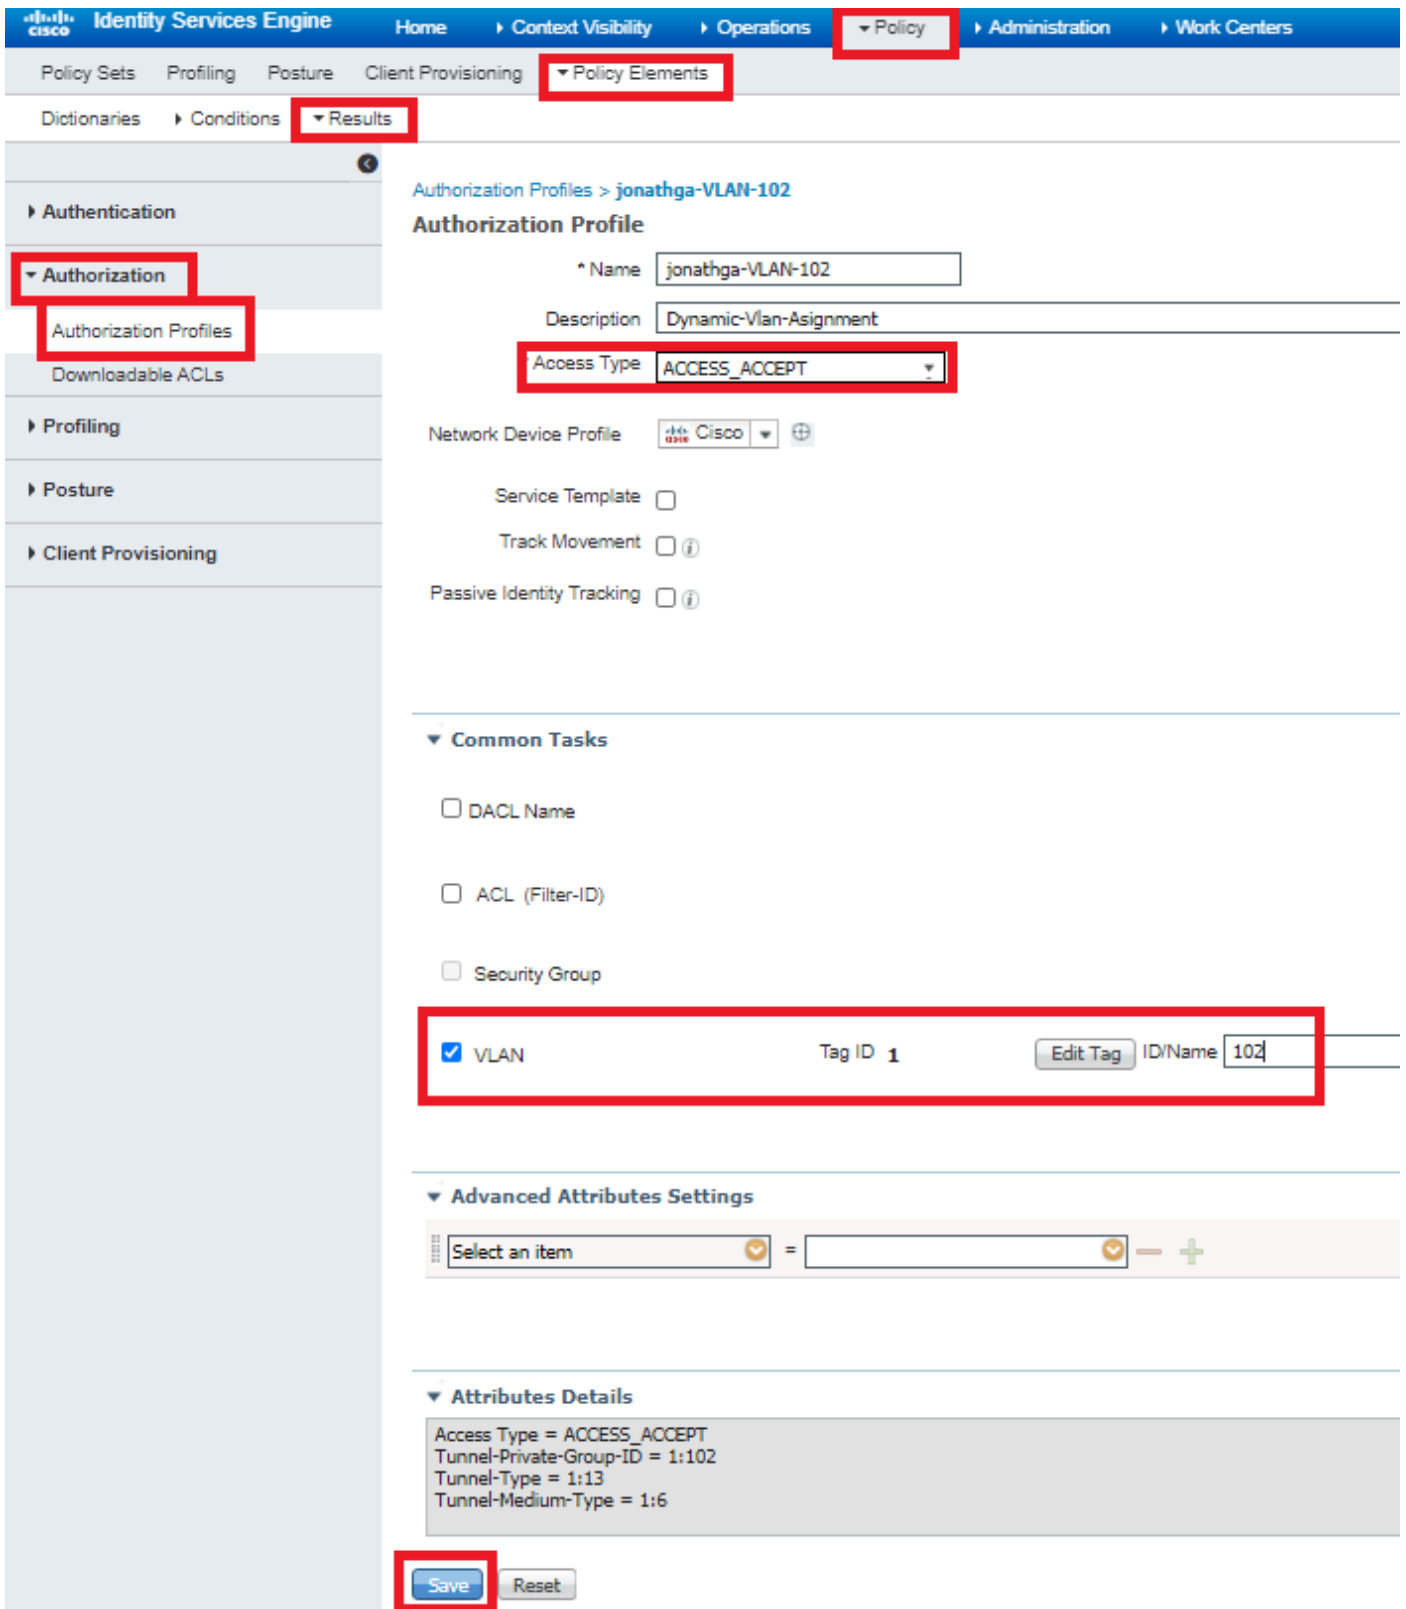 cisco Identity Services Engine Home Context Visibility Operations Policy Administration Work Centers
Policy Sets Profiling Posture Client Provisioning Policy Elements
Dictionaries Conditions Results
Authentication
Authorization
Authorization Profiles
Downloadable ACLs
Profiling
Posture
Client Provisioning
Authorization Profiles > jonathga-VLAN-102
Authorization Profile
* Name jonathga-VLAN-102
Description Dynamic-Vlan-Asignment
* Access Type ACCESS_ACCEPT
Network Device Profile cisco Cisco
Service Template
Track Movement i
Passive Identity Tracking i
Common Tasks
DACL Name
ACL (Filter-ID)
Security Group
VLAN Tag ID 1 Edit Tag ID/Name 102
Advanced Attributes Settings
Select an item =
Attributes Details
Access Type = ACCESS_ACCEPT
Tunnel-Private-Group-ID = 1:102
Tunnel-Type = 1:13
Tunnel-Medium-Type = 1:6
Save Reset